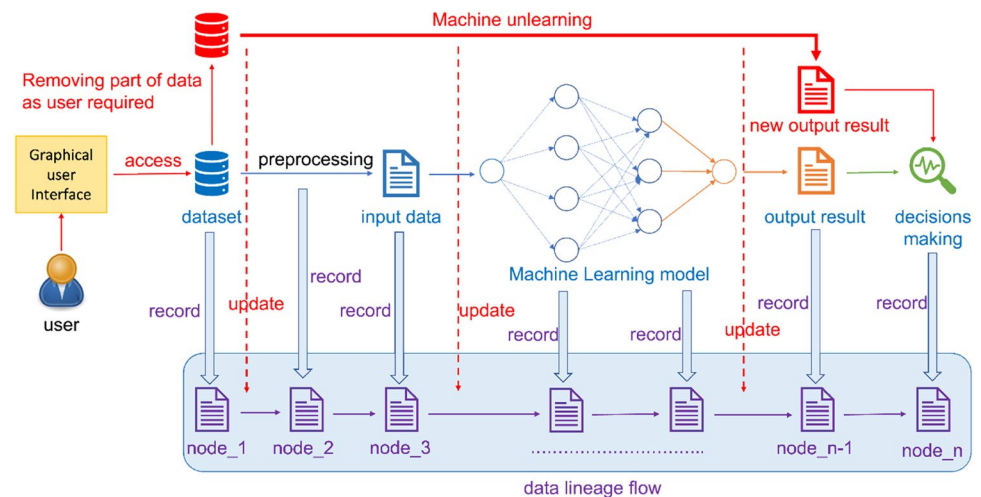 Machine unlearning
Removing part of data
as user required
new output result
Graphical
user
Interface
access
preprocessing
dataset
input data
Machine Learning model
output result
decisions
making
user
record
update
record
record
update
record
record
update
record
record
node_1
node_2
node_3
node_n-1
node_n
data lineage flow